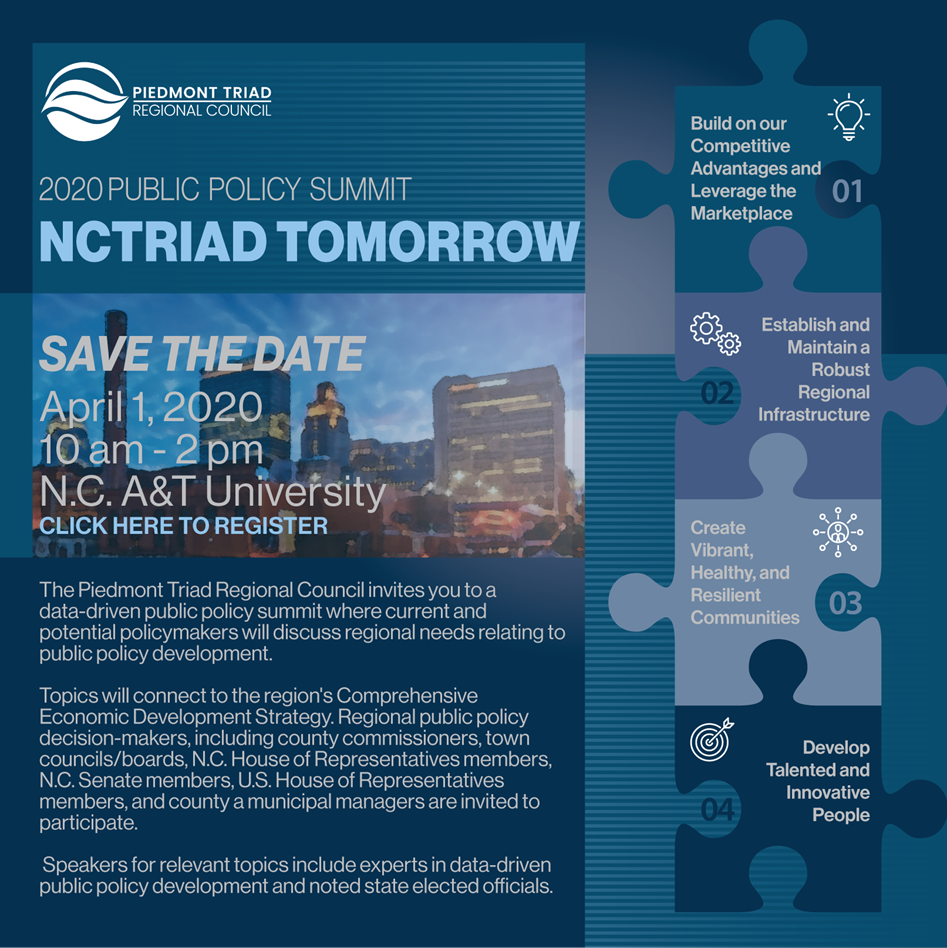 PIEDMONT TRIAD
REGIONAL COUNCIL
2020 PUBLIC POLICY SUMMIT
NCTRIAD TOMORROW
SAVE THE DATE
April 1, 2020
10 am - 2 pm
N.C. A&T University
CLICK HERE TO REGISTER
The Piedmont Triad Regional Council invites you to a
data-driven public policy summit where current and
potential policymakers will discuss regional needs relating to
public policy development.
Topics will connect to the region's Comprehensive
Economic Development Strategy. Regional public policy
decision-makers, including county commissioners, town
councils/boards, N.C. House of Representatives members,
N.C. Senate members, U.S. House of Representatives
members, and county a municipal managers are invited to
participate.
Speakers for relevant topics include experts in data-driven
public policy development and noted state elected officials.
Build on our
Competitive
Advantages and
Leverage the
Marketplace
01
Establish and
Maintain a
Robust
Regional
Infrastructure
02
Create
Vibrant,
Healthy, and
Resilient
Communities
03
Develop
Talented and
Innovative
People
04